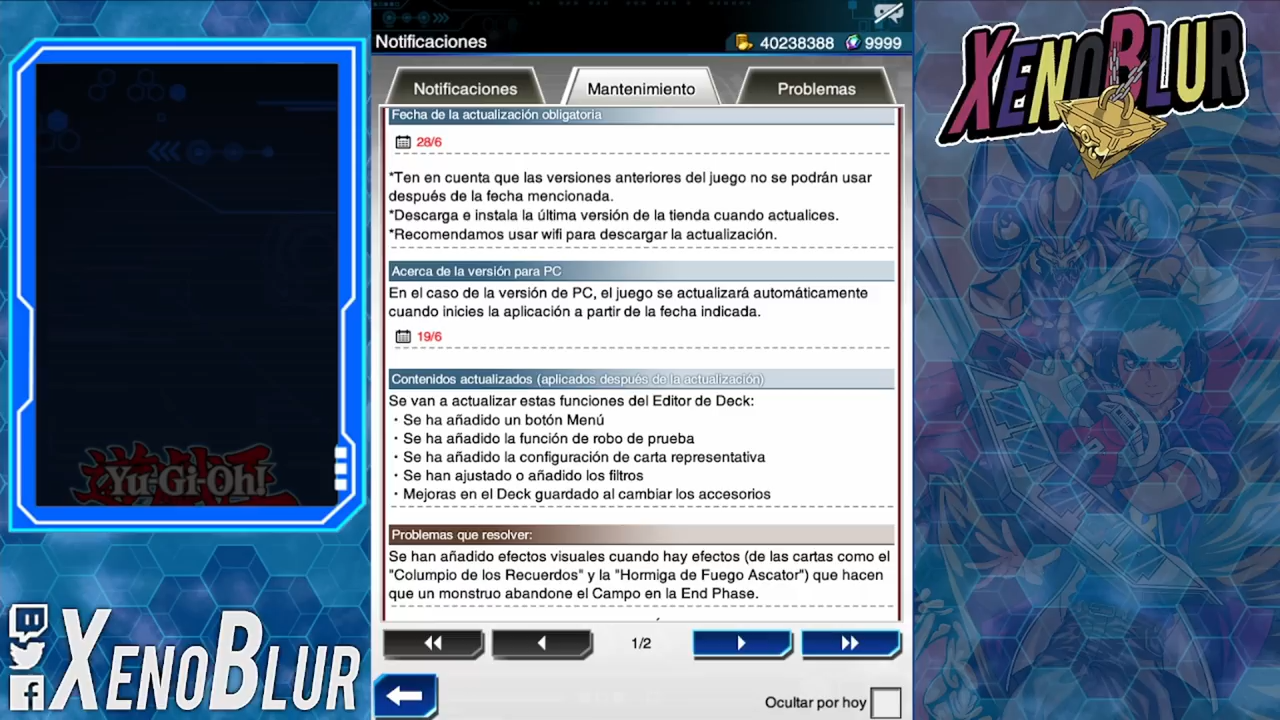 Notificaciones
40238388
9999
Notificaciones
Mantenimiento
Problemas
Fecha de la actualización obligatoria
28/6
*Ten en cuenta que las versiones anteriores del juego no se podrán usar
después de la fecha mencionada.
*Descarga e instala la última versión de la tienda cuando actualices.
*Recomendamos usar wifi para descargar la actualización.
Acerca de la versión para PC
En el caso de la versión de PC, el juego se actualizará automáticamente
cuando inicies la aplicación a partir de la fecha indicada.
19/6
Contenidos actualizados (aplicados después de la actualización)
Se van a actualizar estas funciones del Editor de Deck:
・Se ha añadido un botón Menú
・Se ha añadido la función de robo de prueba
・Se ha añadido la configuración de carta representativa
・Se han ajustado o añadido los filtros
・Mejoras en el Deck guardado al cambiar los accesorios
Problemas que resolver:
Se han añadido efectos visuales cuando hay efectos (de las cartas como el
"Columpio de los Recuerdos" y la "Hormiga de Fuego Ascator") que hacen
que un monstruo abandone el Campo en la End Phase.
1/2
Ocultar por hoy
Yu-Gi-Oh!
XENOBLUR
XENOBLUR